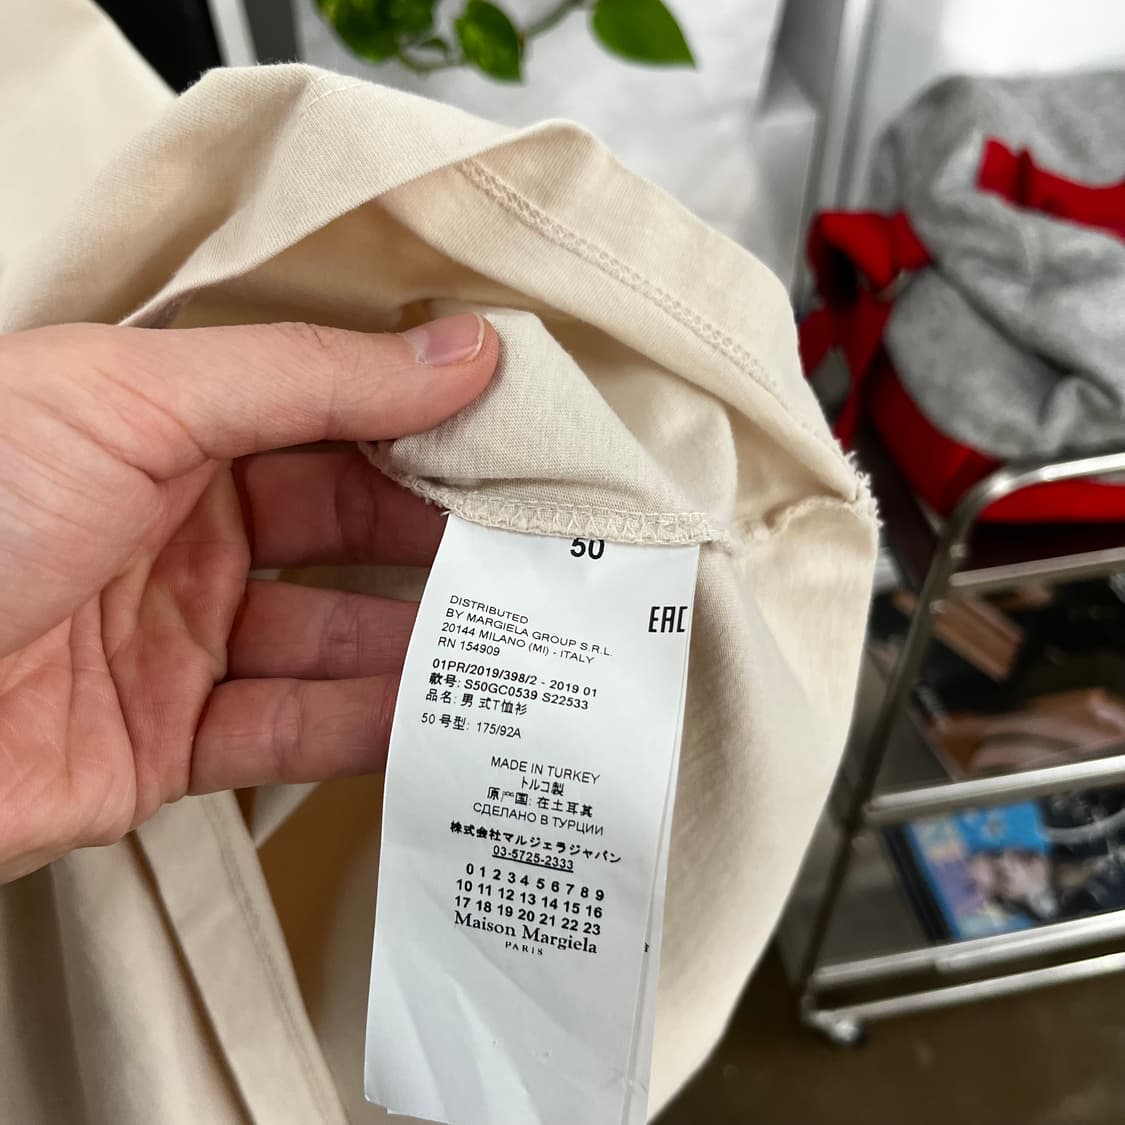 50
EAC
DISTRIBUTED
BY MARGIELA GROUP S.R.L.
20144 MILANO (MI) - ITALY
RN 154909
01PR/2019/398/2 - 2019 01
款号: S50GC0539 S22533
品名: 男 式T恤衫
50 号型: 175/92A
MADE IN TURKEY
トルコ製
原产国: 在土耳其
СДЕЛАНО В ТУРЦИИ
株式会社マルジェラジャパン
03-5725-2333
0 1 2 3 4 5 6 7 8 9
10 11 12 13 14 15 16
17 18 19 20 21 22 23
Maison Margiela
PARIS